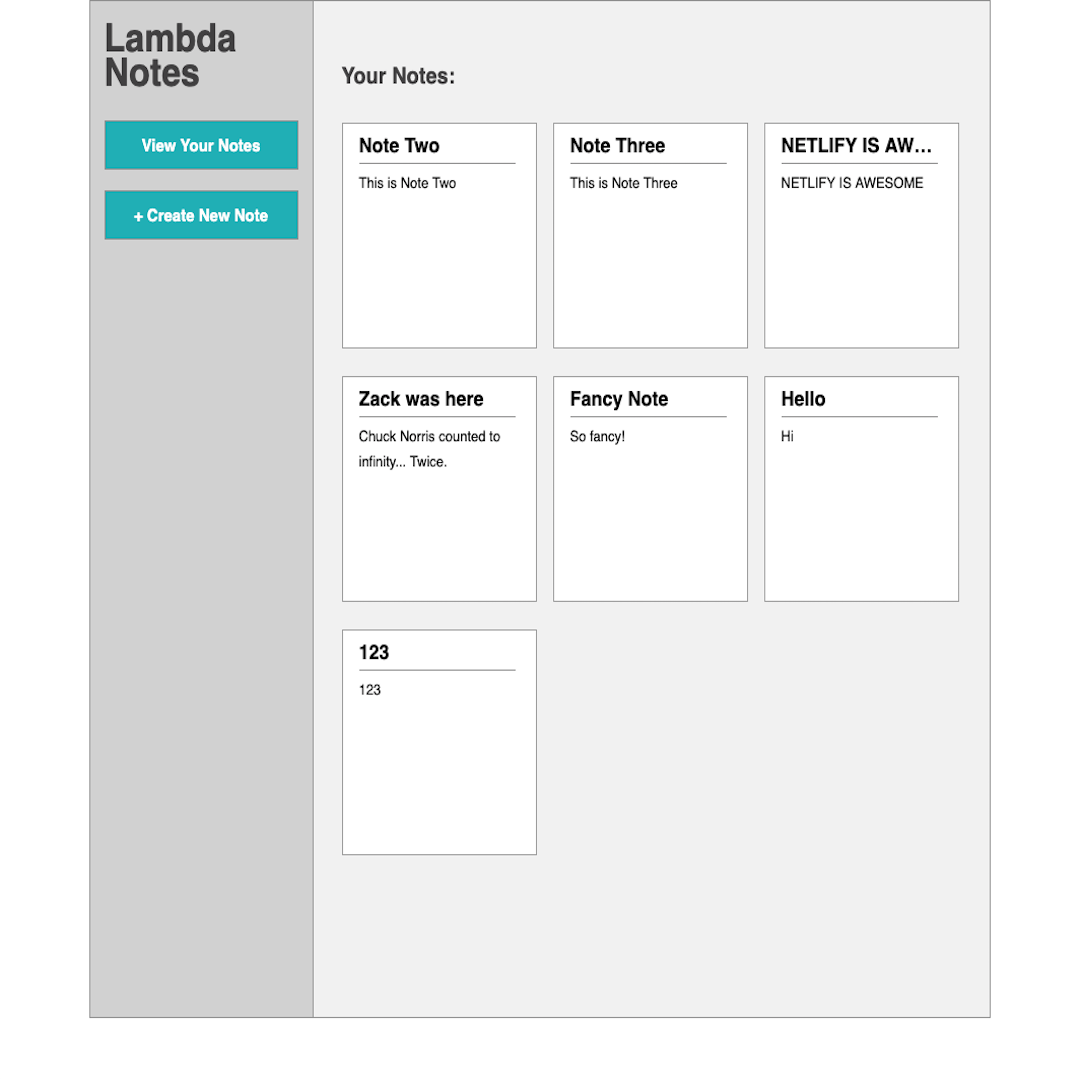 Lambda
Notes
View Your Notes
+ Create New Note
Your Notes:
Note Two
This is Note Two
Note Three
This is Note Three
NETLIFY IS AW...
NETLIFY IS AWESOME
Zack was here
Chuck Norris counted to
infinity... Twice.
Fancy Note
So fancy!
Hello
Hi
123
123